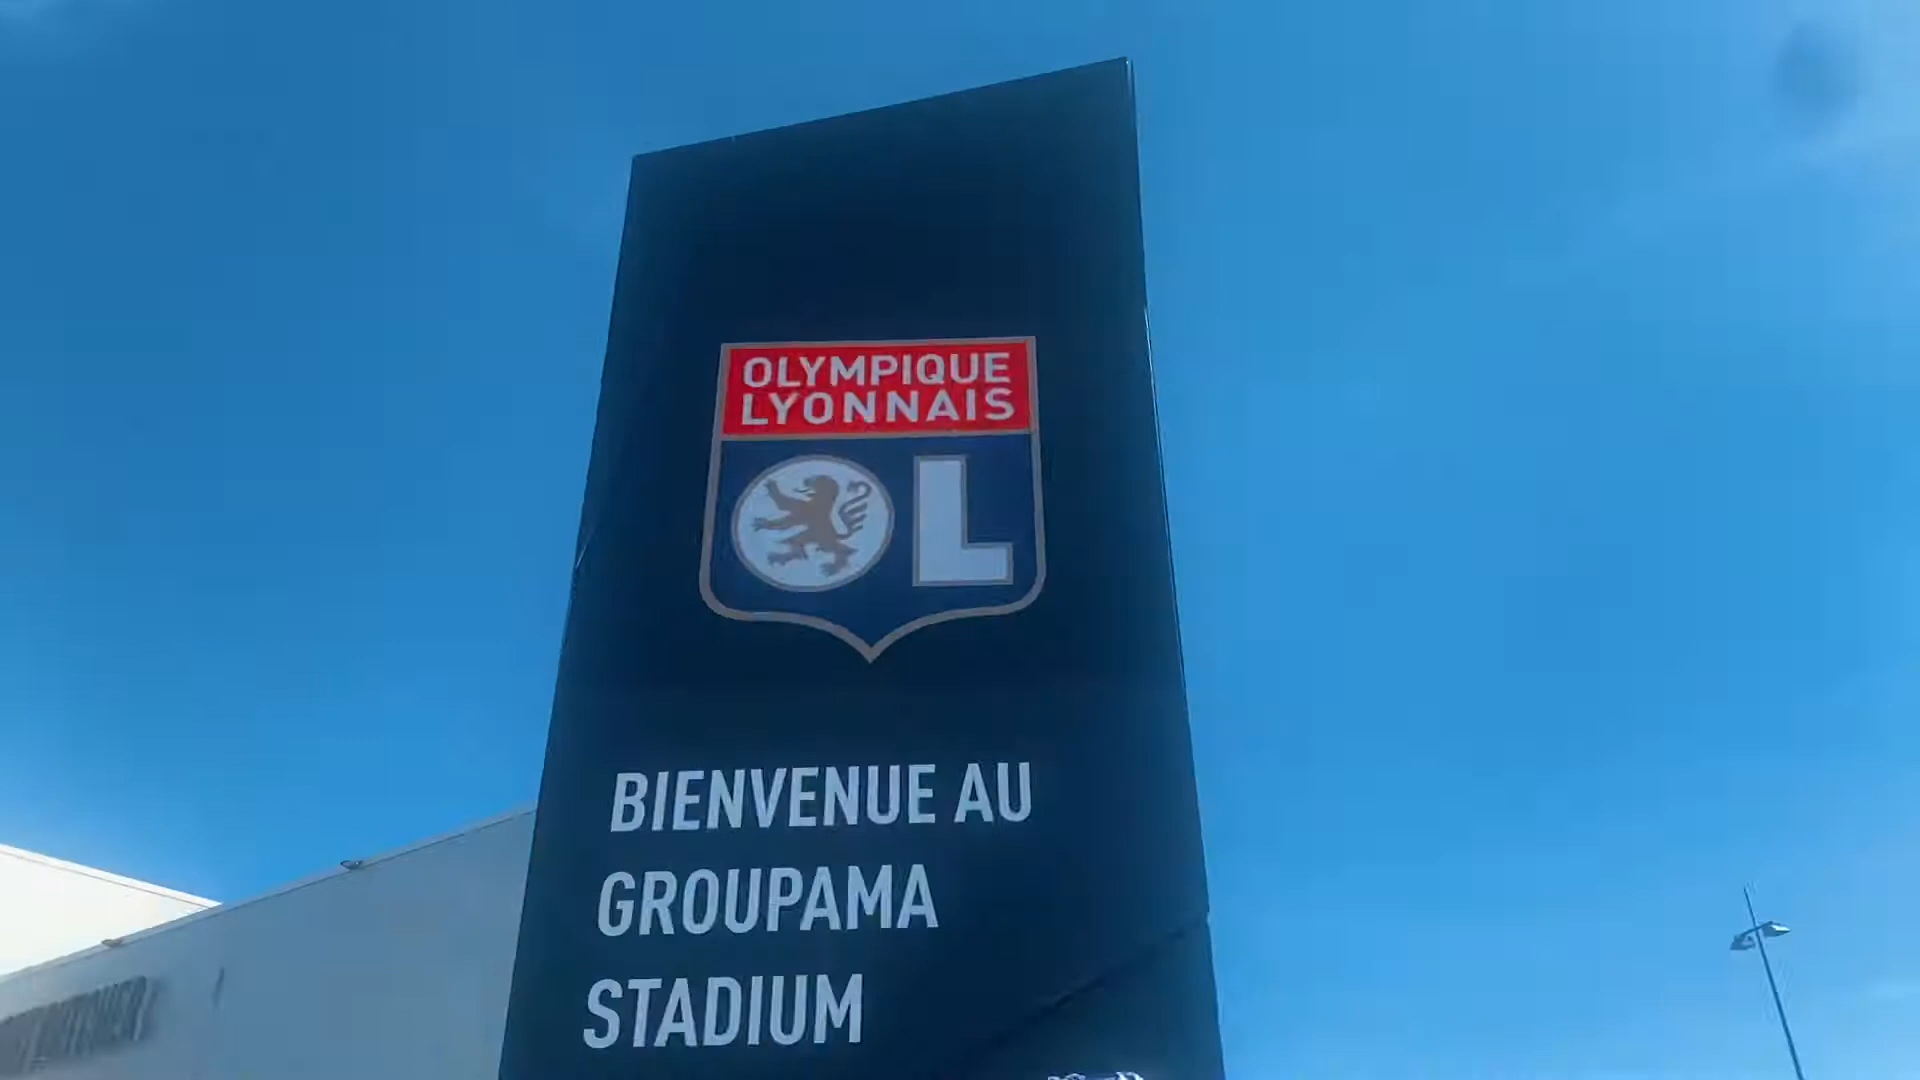 OLYMPIQUE
LYONNAIS
OL
BIENVENUE AU
GROUPAMA
STADIUM